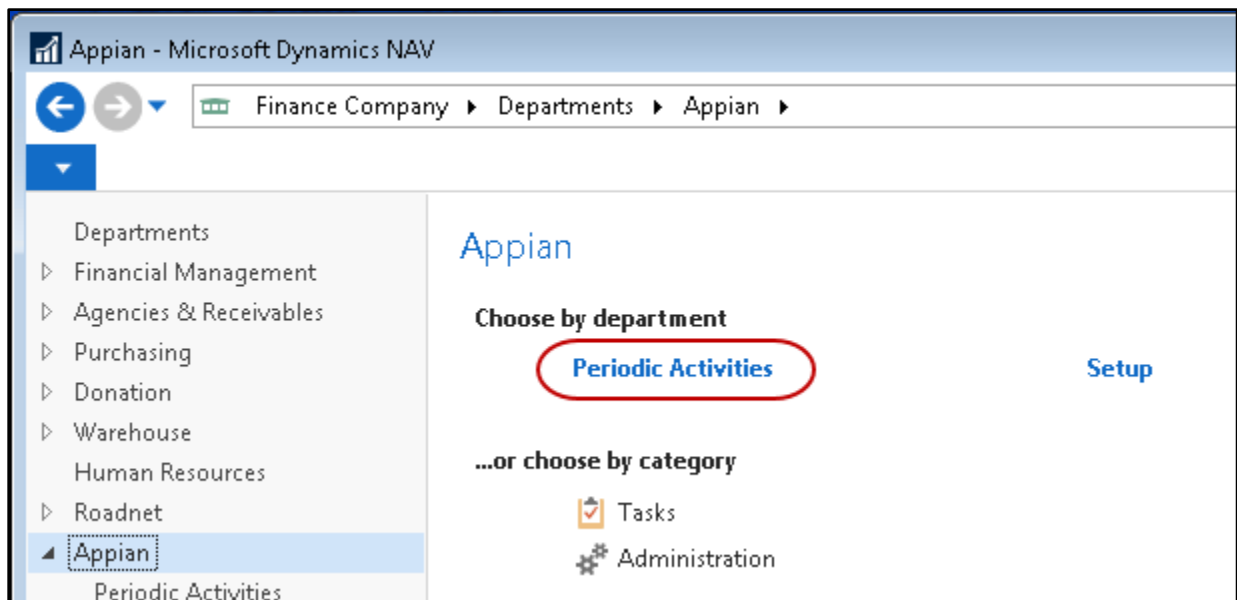 Appian - Microsoft Dynamics NAV
Finance Company Departments Appian
Departments
Financial Management
Agencies & Receivables
Purchasing
Donation
Warehouse
Human Resources
Roadnet
Appian
Periodic Activities
Appian
Choose by department
Periodic Activities Setup
...or choose by category
Tasks
Administration